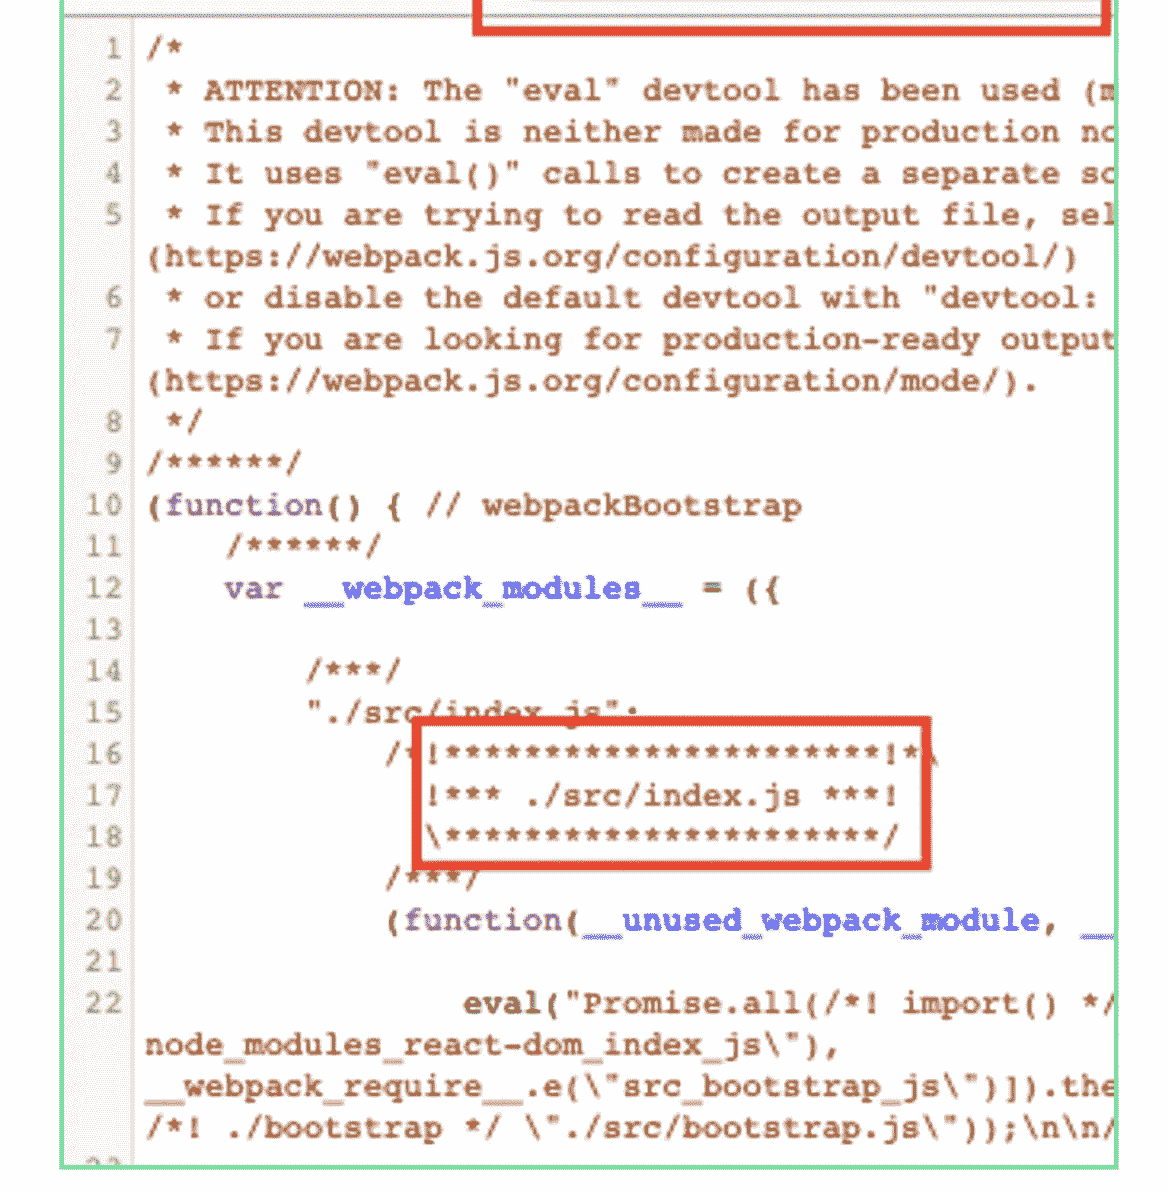 1 /*
2 * ATTENTION: The "eval" devtool has been used (m
3 * This devtool is neither made for production no
4 * It uses "eval()" calls to create a separate so
5 * If you are trying to read the output file, sel
(https://webpack.js.org/configuration/devtool/)
6 * or disable the default devtool with "devtool:
7 * If you are looking for production-ready output
(https://webpack.js.org/configuration/mode/).
8 */
9 /******/
10 (function() { // webpackBootstrap
11 /******/
12 var __webpack_modules__ = ({
13
14 /***/
15 "./src/index.js":
16 /*!**********************!*\
17 !*** ./src/index.js ***!
18 \**********************/
19 /***/
20 (function(__unused_webpack_module, __
21
22 eval("Promise.all(/*! import() */
node_modules_react-dom_index_js\"),
__webpack_require__.e(\"src_bootstrap_js\")]).the
/*! ./bootstrap */ \"./src/bootstrap.js\"));\n\n/